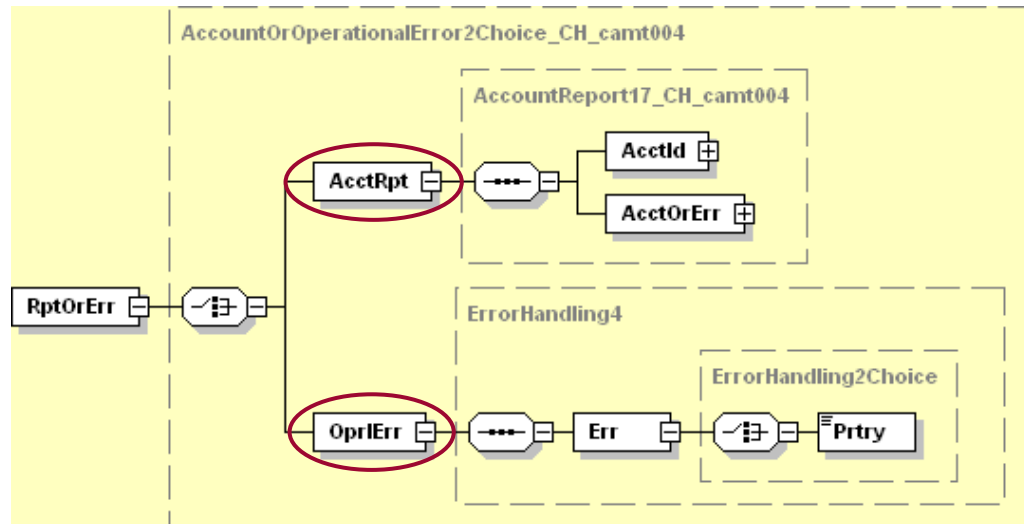 AccountOrOperationalError2Choice_CH_camt004
AccountReport17_CH_camt004
AcctId
AcctRpt
AcctOrErr
RptOrErr
ErrorHandling4
ErrorHandling2Choice
OprlErr
Err
Prtry